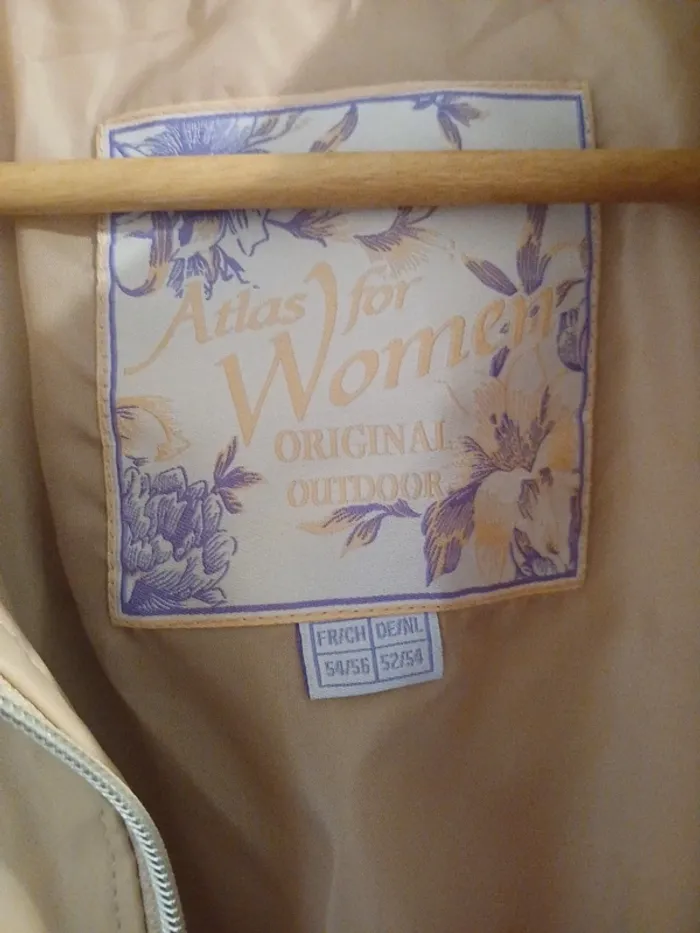 Atlas for
Women
ORIGINAL
OUTDOOR
FR/CH DE/NL
54/56 52/54